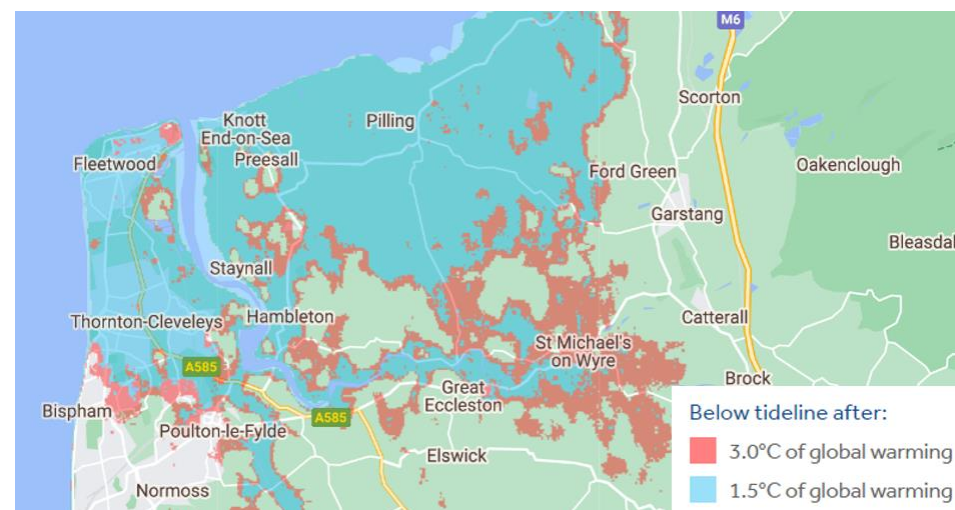 M6
Scorton
Knott
End-on-Sea
Pilling
Preesall
Fleetwood
Ford Green
Oakenclough
Garstang
Bleasdal
Staynall
Thornton-Cleveleys
Hambleton
Catterall
St Michael's
on Wyre
A585
Brock
Great
Eccleston
Bispham
A585
Poulton-le-Fylde
Elswick
Normoss
Below tideline after:
3.0°C of global warming
1.5°C of global warming